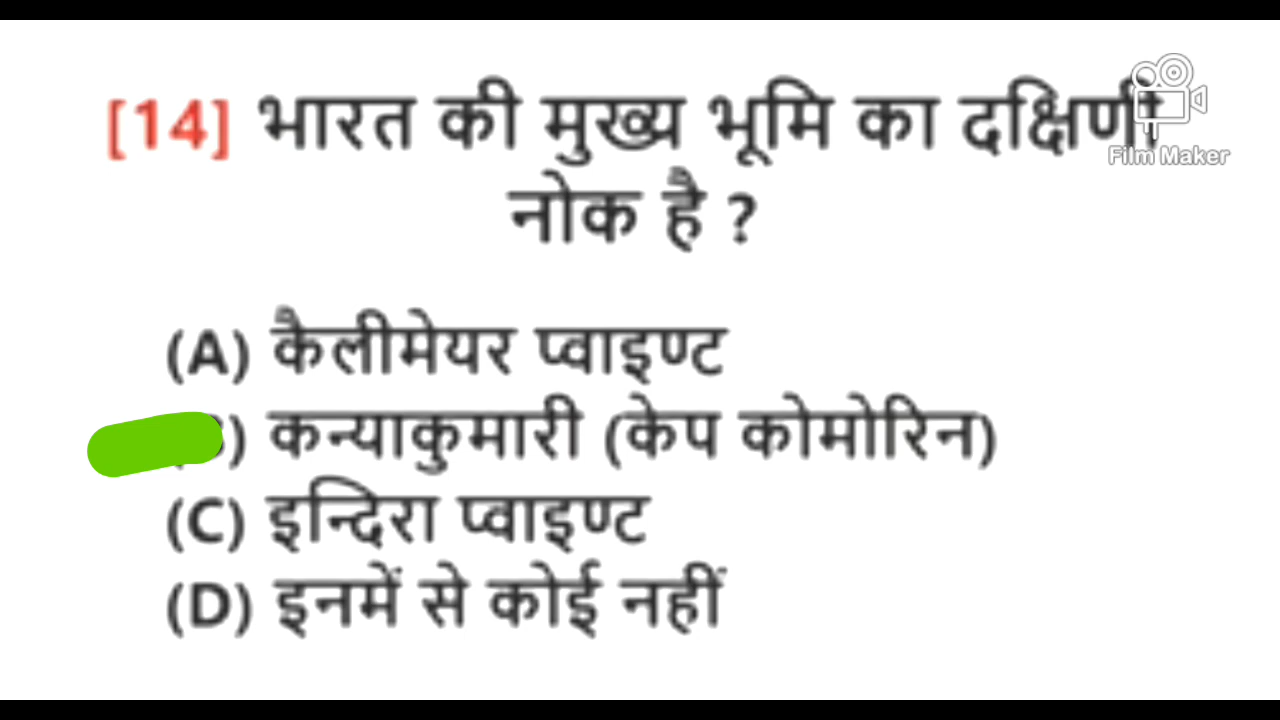 [14] भारत की मुख्य भूमि का दक्षिणी
Film Maker
नोक है ?
(A) कैलीमेयर प्वाइण्ट
) कन्याकुमारी (केप कोमोरिन)
(C) इन्दिरा प्वाइण्ट
(D) इनमें से कोई नहीं